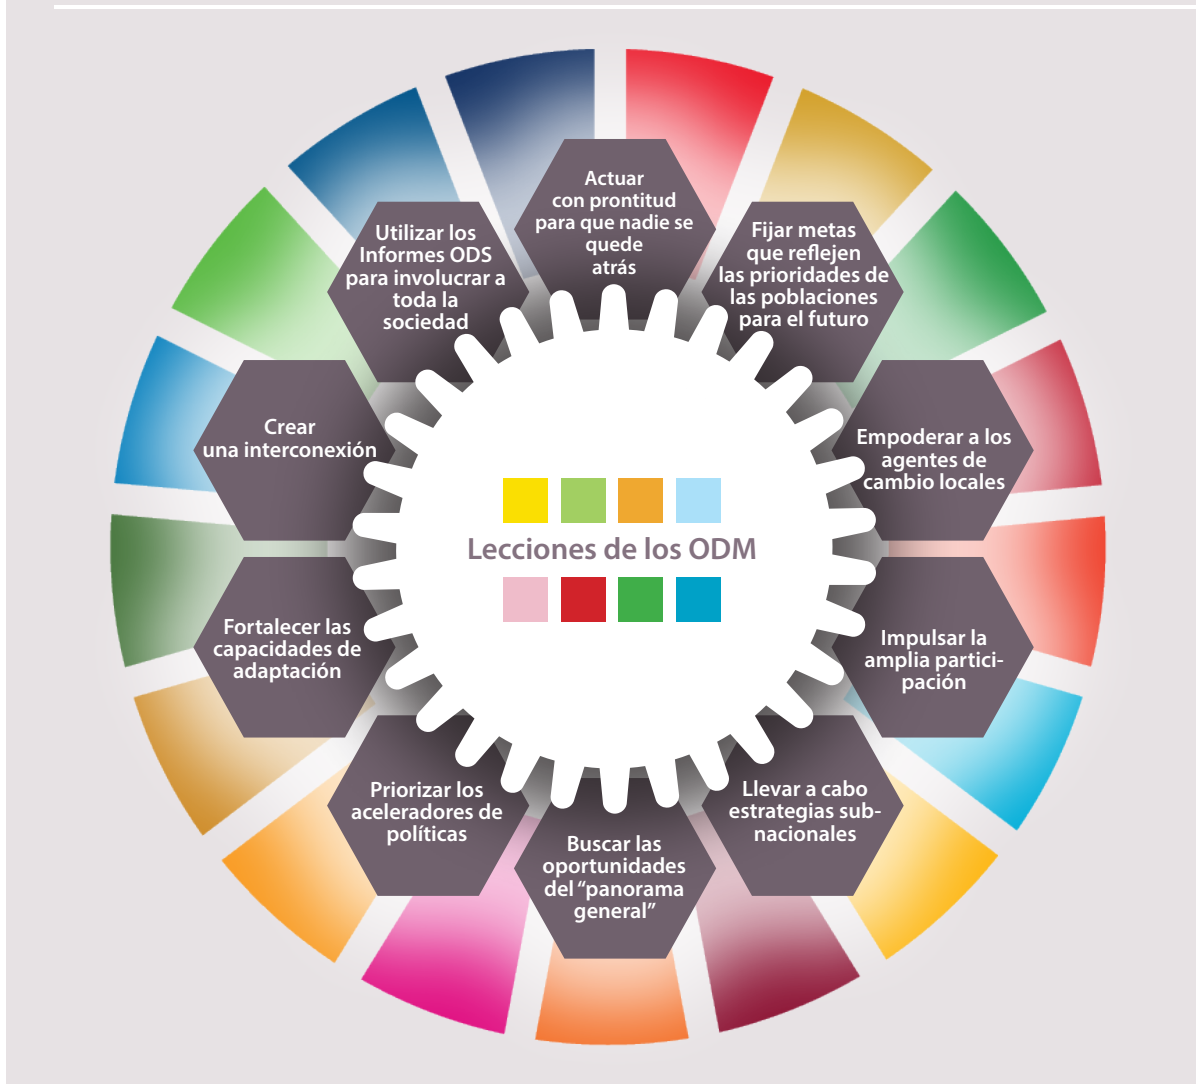 Actuar
con prontitud
para que nadie se
quede
atrás
Fijar metas
que reflejen
las prioridades de
las poblaciones
para el futuro
Empoderar a los
agentes de
cambio locales
Impulsar la
amplia partici-
pación
Llevar a cabo
estrategias sub-
nacionales
Buscar las
oportunidades
del “panorama
general”
Priorizar los
aceleradores de
políticas
Fortalecer las
capacidades de
adaptación
Crear
una interconexión
Utilizar los
Informes ODS
para involucrar a
toda la
sociedad
Lecciones de los ODM